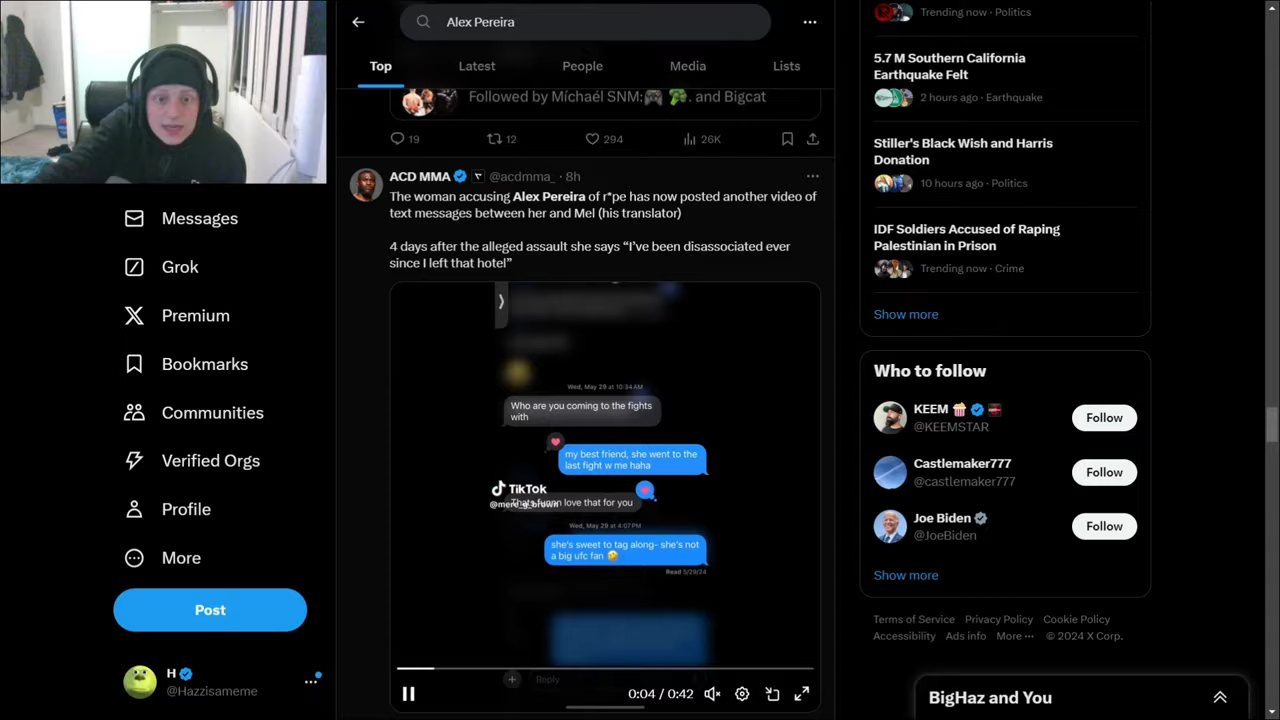 Alex Pereira
Top
Latest
People
Media
Lists
Followed by Míchaél SNM:🎮 🥦. and Bigcat
19
12
294
26K
ACD MMA @acdmma_ · 8h
The woman accusing Alex Pereira of r*pe has now posted another video of
text messages between her and Mel (his translator)
4 days after the alleged assault she says “I’ve been disassociated ever
since I left that hotel”
Wed, May 29 at 10:34 AM
Who are you coming to the fights
with
my best friend, she went to the
last fight w me haha
TikTok
love that for you
Wed, May 29 at 4:07 PM
she's sweet to tag along- she's not
a big ufc fan 🤣
Read 5/29/24
Reply
0:04 / 0:42
Messages
Grok
Premium
Bookmarks
Communities
Verified Orgs
Profile
More
Post
H
@Hazzisameme
Trending now · Politics
5.7 M Southern California
Earthquake Felt
2 hours ago · Earthquake
Stiller's Black Wish and Harris
Donation
10 hours ago · Politics
IDF Soldiers Accused of Raping
Palestinian in Prison
Trending now · Crime
Show more
Who to follow
KEEM 🍿
@KEEMSTAR
Follow
Castlemaker777
@castlemaker777
Follow
Joe Biden
@JoeBiden
Follow
Show more
Terms of Service Privacy Policy Cookie Policy
Accessibility Ads info More ··· © 2024 X Corp.
BigHaz and You